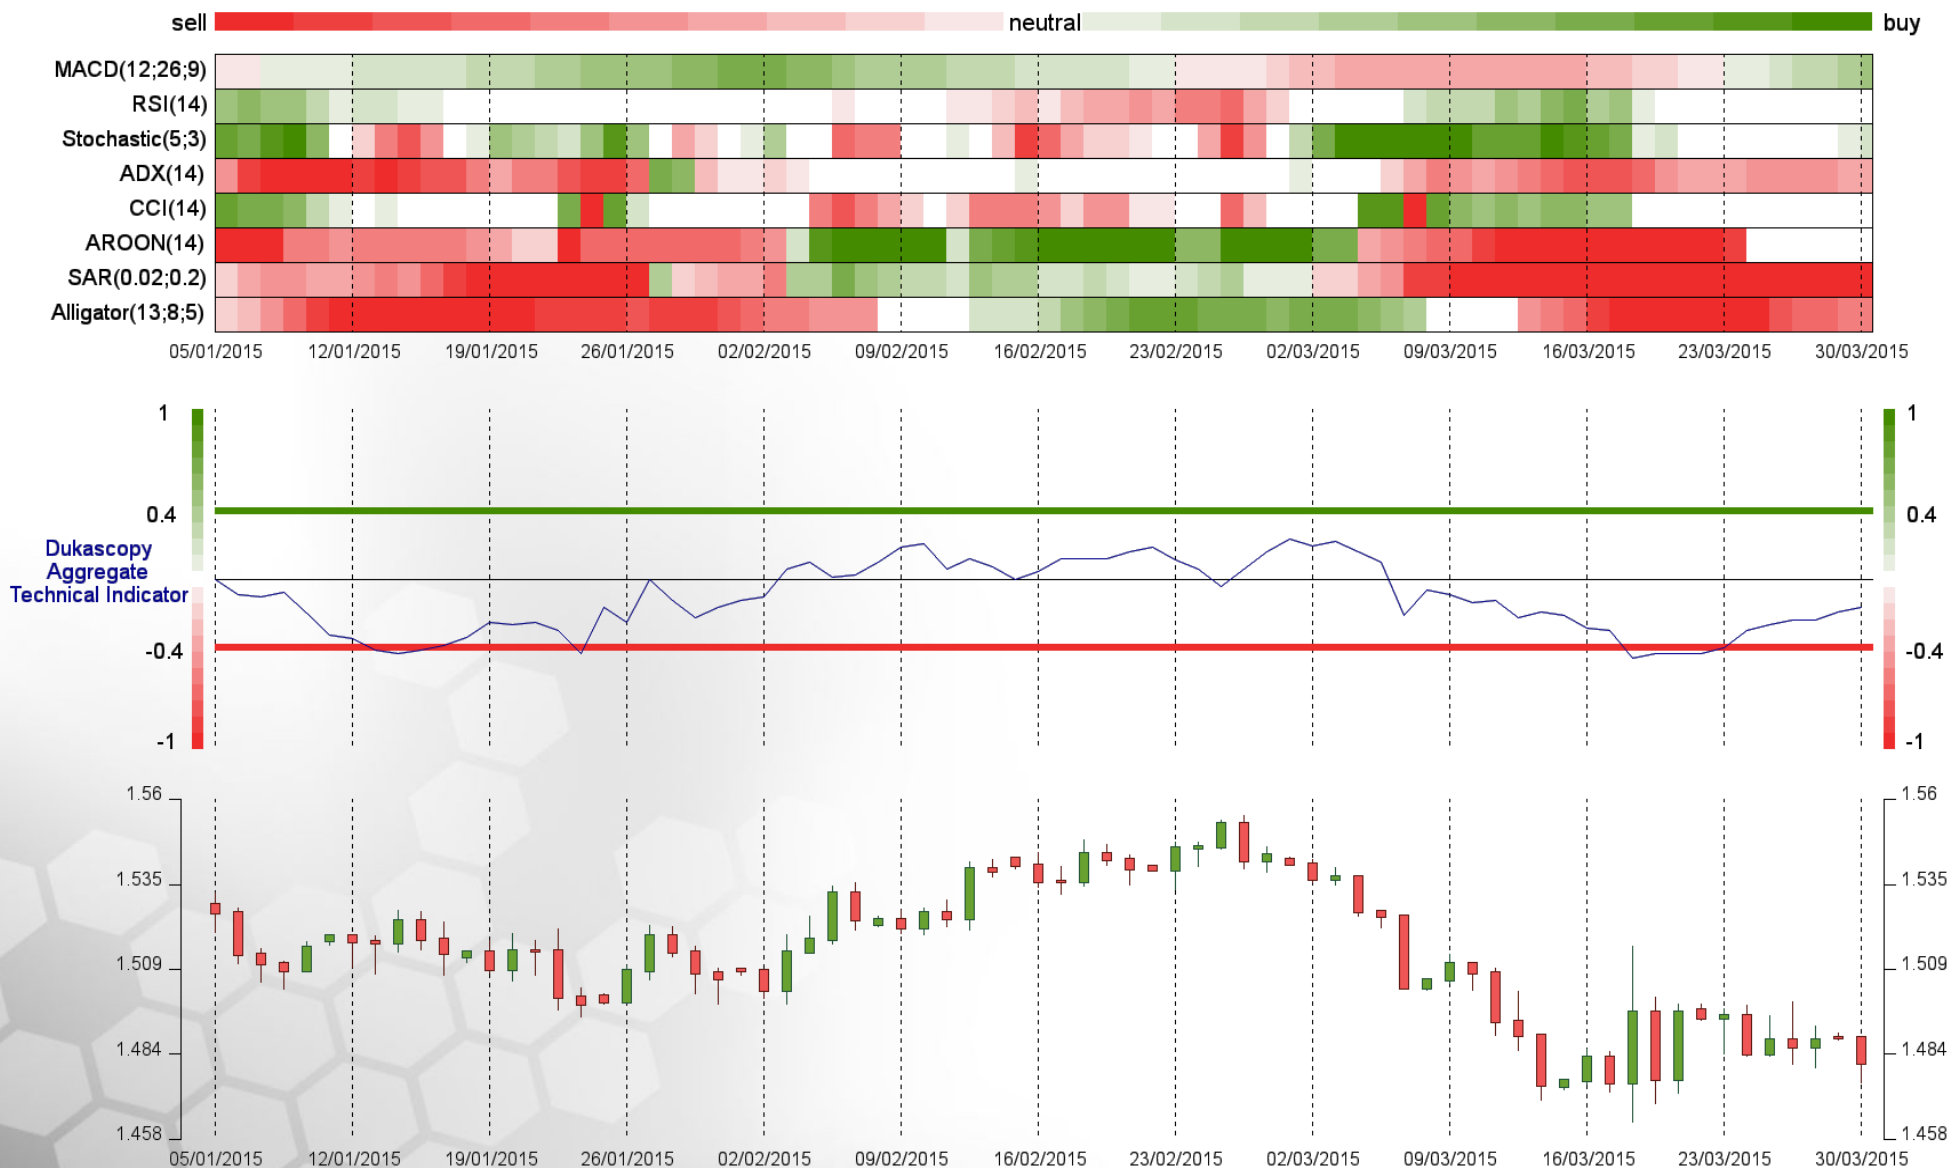 sell neutral buy
MACD(12;26;9)
RSI(14)
Stochastic(5;3)
ADX(14)
CCI(14)
AROON(14)
SAR(0.02;0.2)
Alligator(13;8;5)
05/01/2015 12/01/2015 19/01/2015 26/01/2015 02/02/2015 09/02/2015 16/02/2015 23/02/2015 02/03/2015 09/03/2015 16/03/2015 23/03/2015 30/03/2015
1 1
0.4 0.4
Dukascopy
Aggregate
Technical Indicator
-0.4 -0.4
-1 -1
1.56 1.56
1.535 1.535
1.509 1.509
1.484 1.484
1.458 1.458
05/01/2015 12/01/2015 19/01/2015 26/01/2015 02/02/2015 09/02/2015 16/02/2015 23/02/2015 02/03/2015 09/03/2015 16/03/2015 23/03/2015 30/03/2015